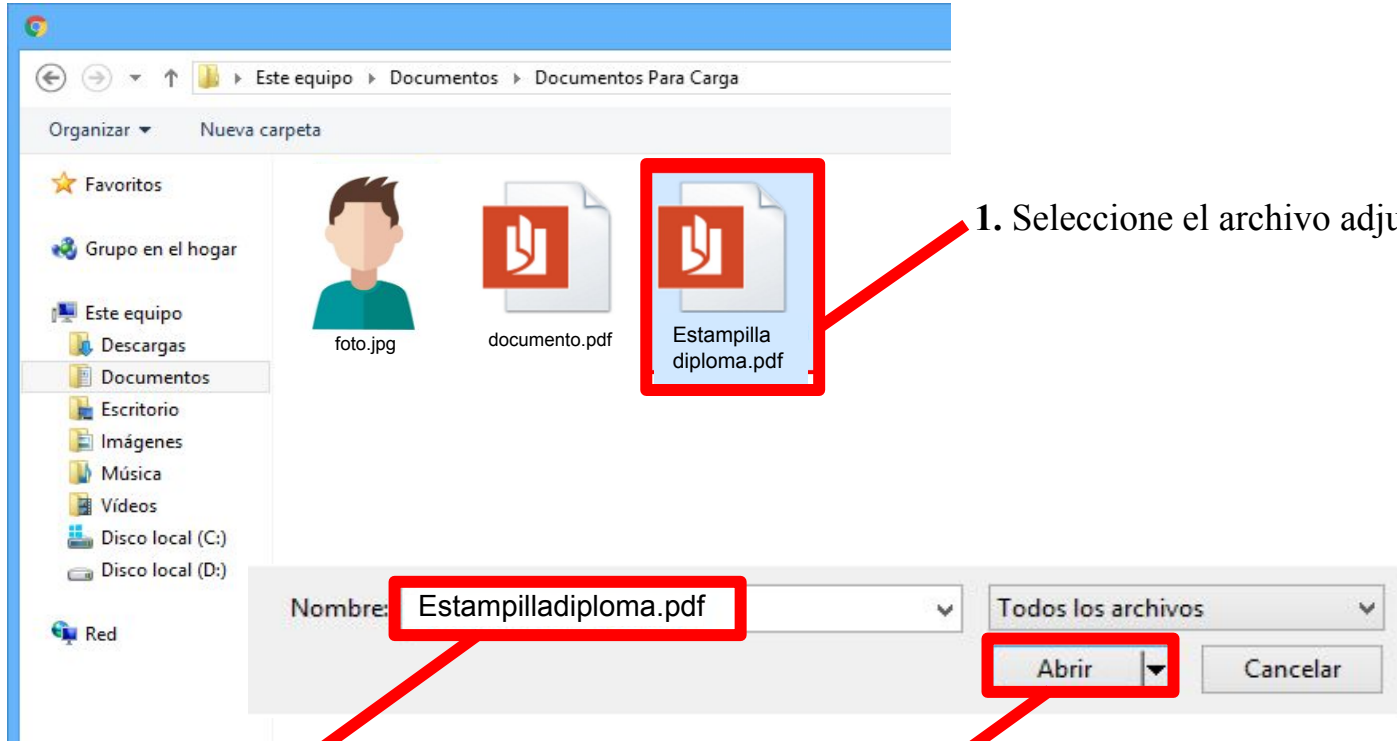 Este equipo Documentos Documentos Para Carga
Organizar Nueva carpeta
Favoritos
Grupo en el hogar
Este equipo
Descargas
Documentos
Escritorio
Imágenes
Música
Vídeos
Disco local (C:)
Disco local (D:)
Red
foto.jpg
documento.pdf
Estampilla
diploma.pdf
1. Seleccione el archivo
Nombre: Estampilladiploma.pdf
Todos los archivos
Abrir Cancelar